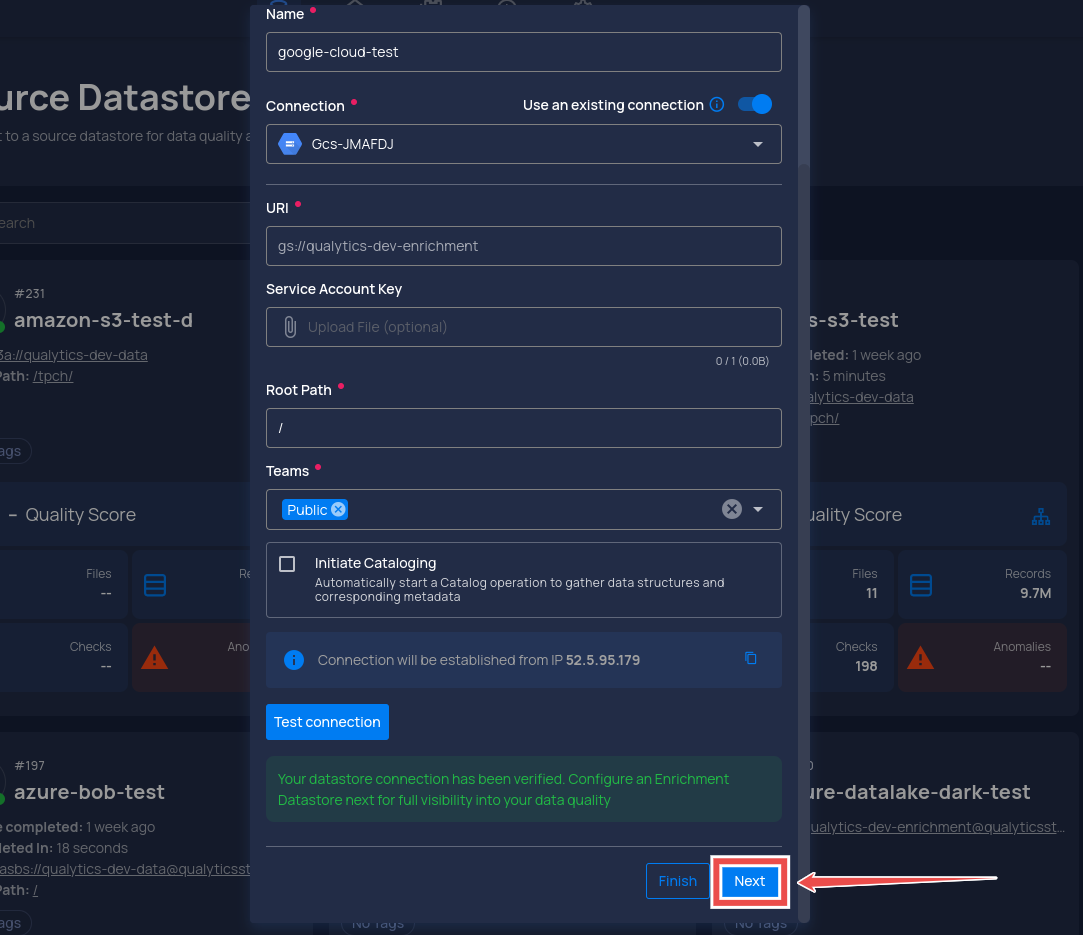 Name
google-cloud-test
Connection
Use an existing connection
Gcs-JMAFDJ
URI
gs://qualytics-dev-enrichment
Service Account Key
Upload File (optional)
0 / 1 (0.0B)
Root Path
/
Teams
Public
Initiate Cataloging
Automatically start a Catalog operation to gather data structures and
corresponding metadata
Connection will be established from IP 52.5.95.179
Test connection
Your datastore connection has been verified. Configure an Enrichment
Datastore next for full visibility into your data quality
Finish
Next
urce Datastore
t to a source datastore for data quality a
earch
#231
amazon-s3-test-d
3a://qualytics-dev-data
Path: /tpch/
ags
– Quality Score
Files
--
Re
Checks
--
Ano
#197
azure-bob-test
e completed: 1 week ago
leted In: 18 seconds
asbs://qualytics-dev-data@qualyticsst
Path: /
ags
No Tags
s-s3-test
leted: 1 week ago
n: 5 minutes
alytics-dev-data
pch/
uality Score
Files
11
Records
9.7M
Checks
198
Anomalies
--
ure-datalake-dark-test
ualytics-dev-enrichment@qualyticsst...
No Tags